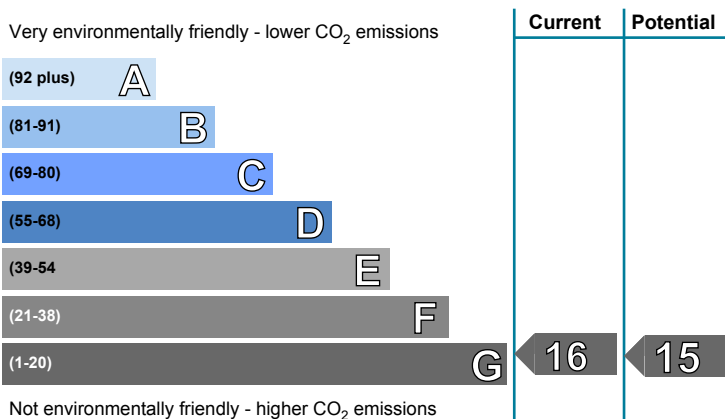 Current Potential
Very environmentally friendly - lower CO2 emissions
(92 plus) A
(81-91) B
(69-80) C
(55-68) D
(39-54 E
(21-38) F
(1-20) G 16 15
Not environmentally friendly - higher CO2 emissions